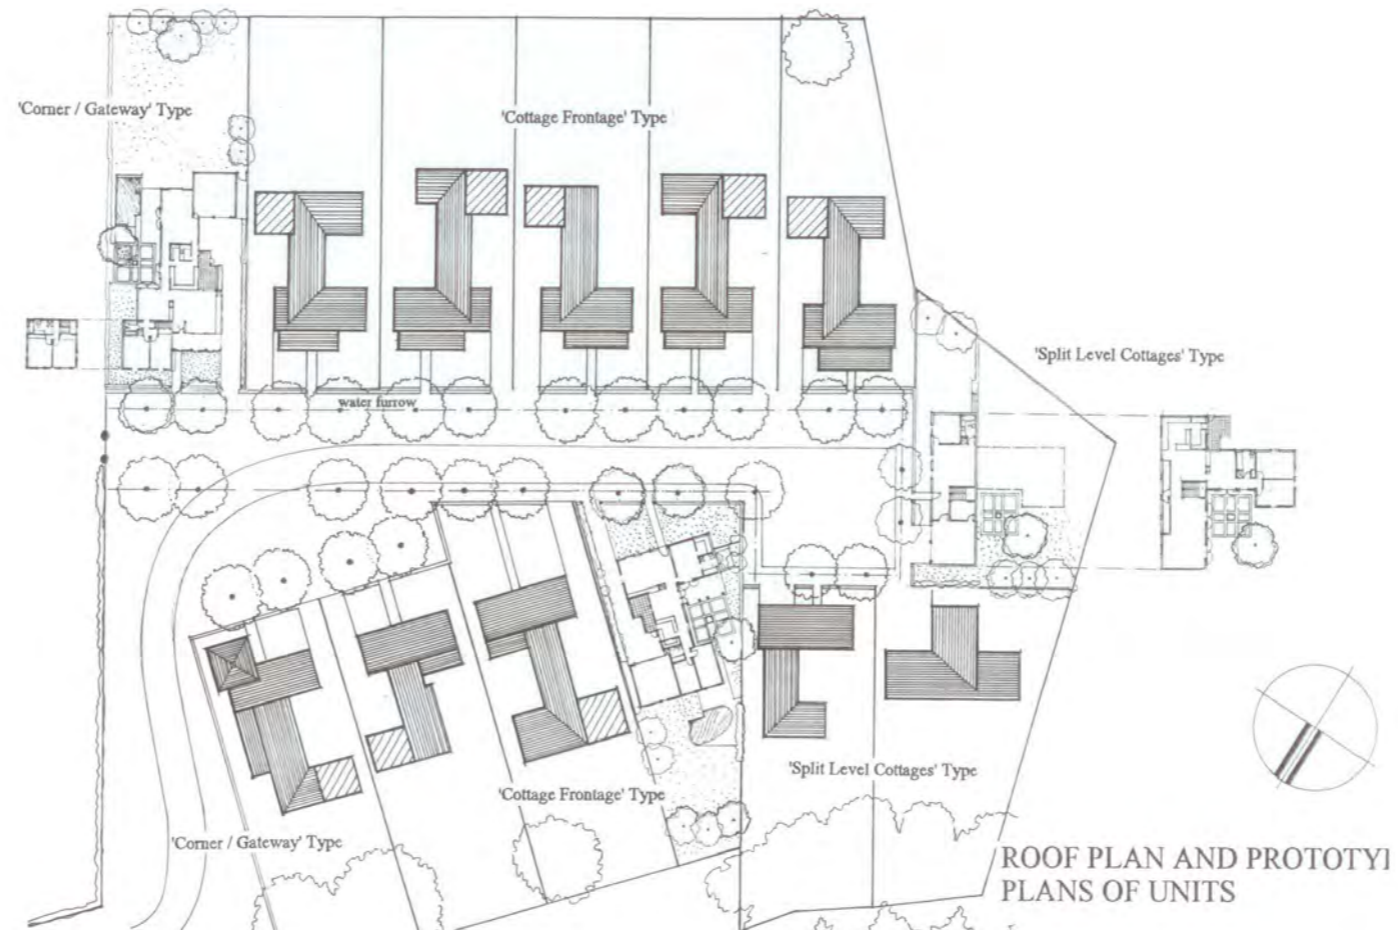 'Corner / Gateway' Type
'Cottage Frontage' Type
'Split Level Cottages' Type
water furrow
'Split Level Cottages' Type
'Cottage Frontage' Type
'Corner / Gateway' Type
ROOF PLAN AND PROTOTY
PLANS OF UNITS